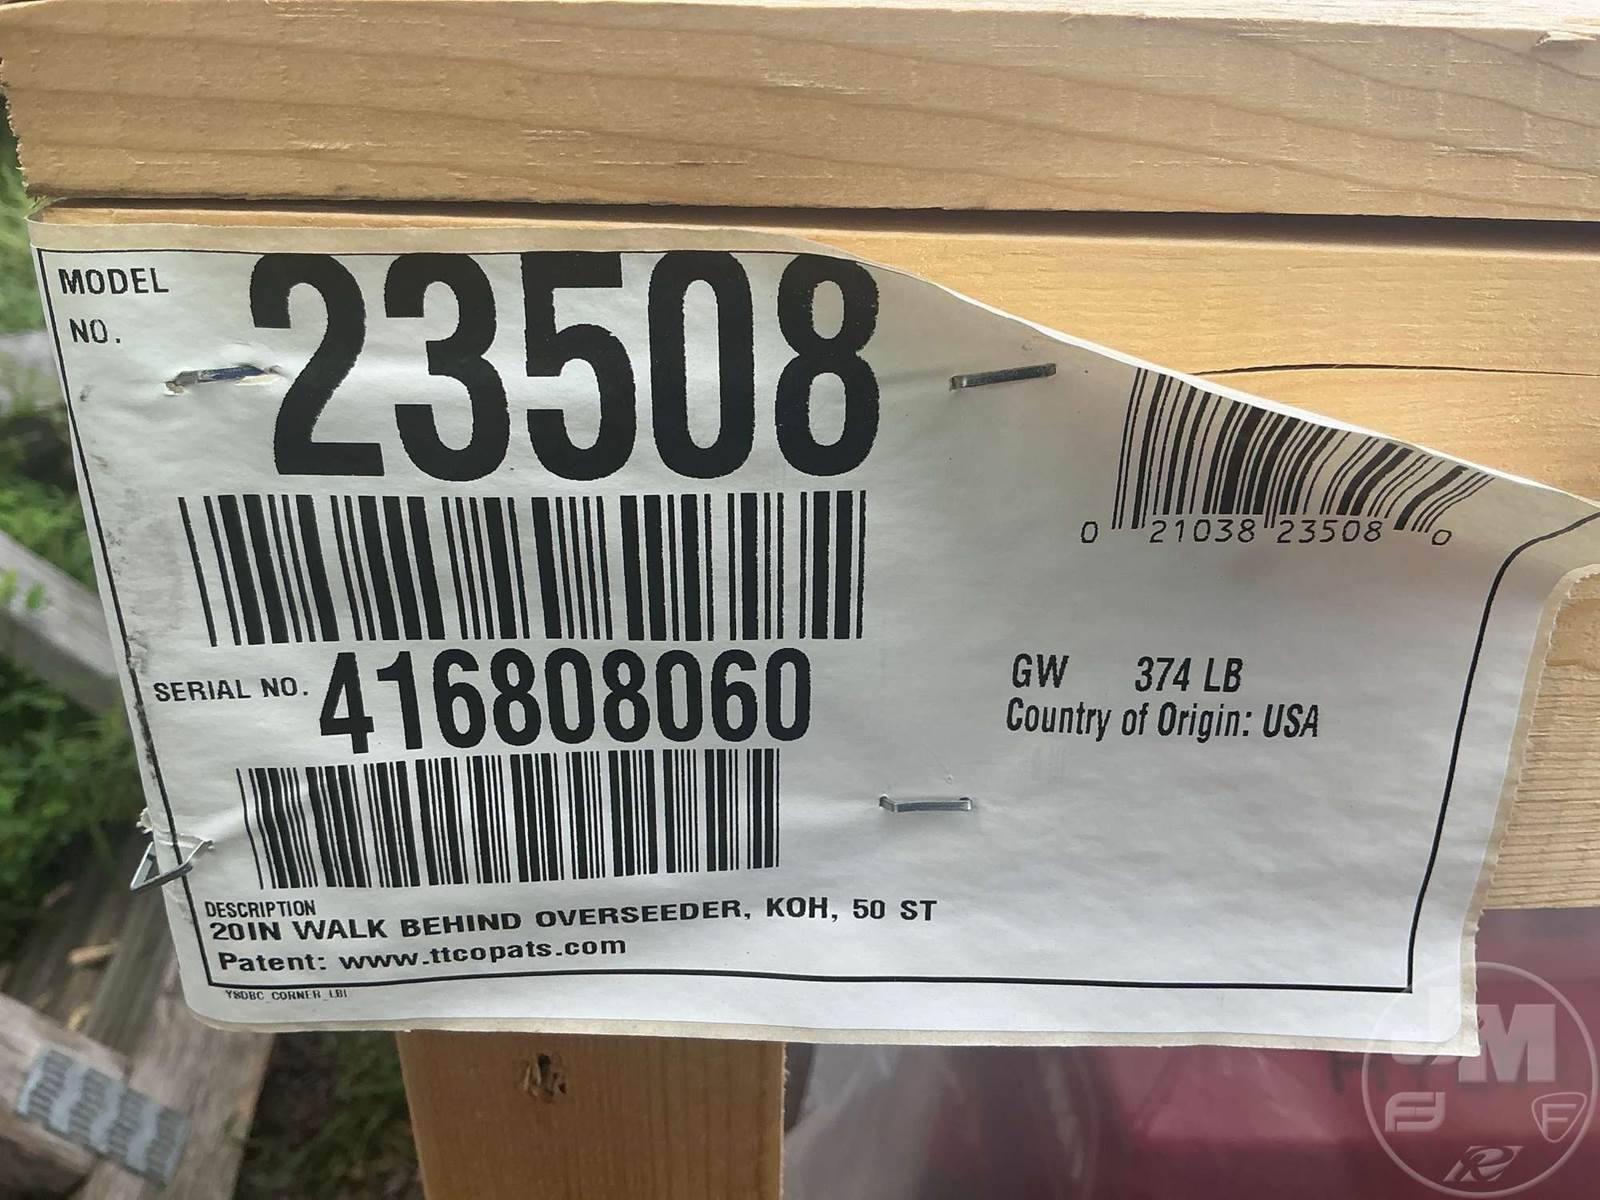 MODEL
NO.
23508
0 21038 23508 0
SERIAL NO. 416808060
GW 374 LB
Country of Origin: USA
DESCRIPTION
20IN WALK BEHIND OVERSEEDER, KOH, 50 ST
Patent: www.ttcopats.com
JM